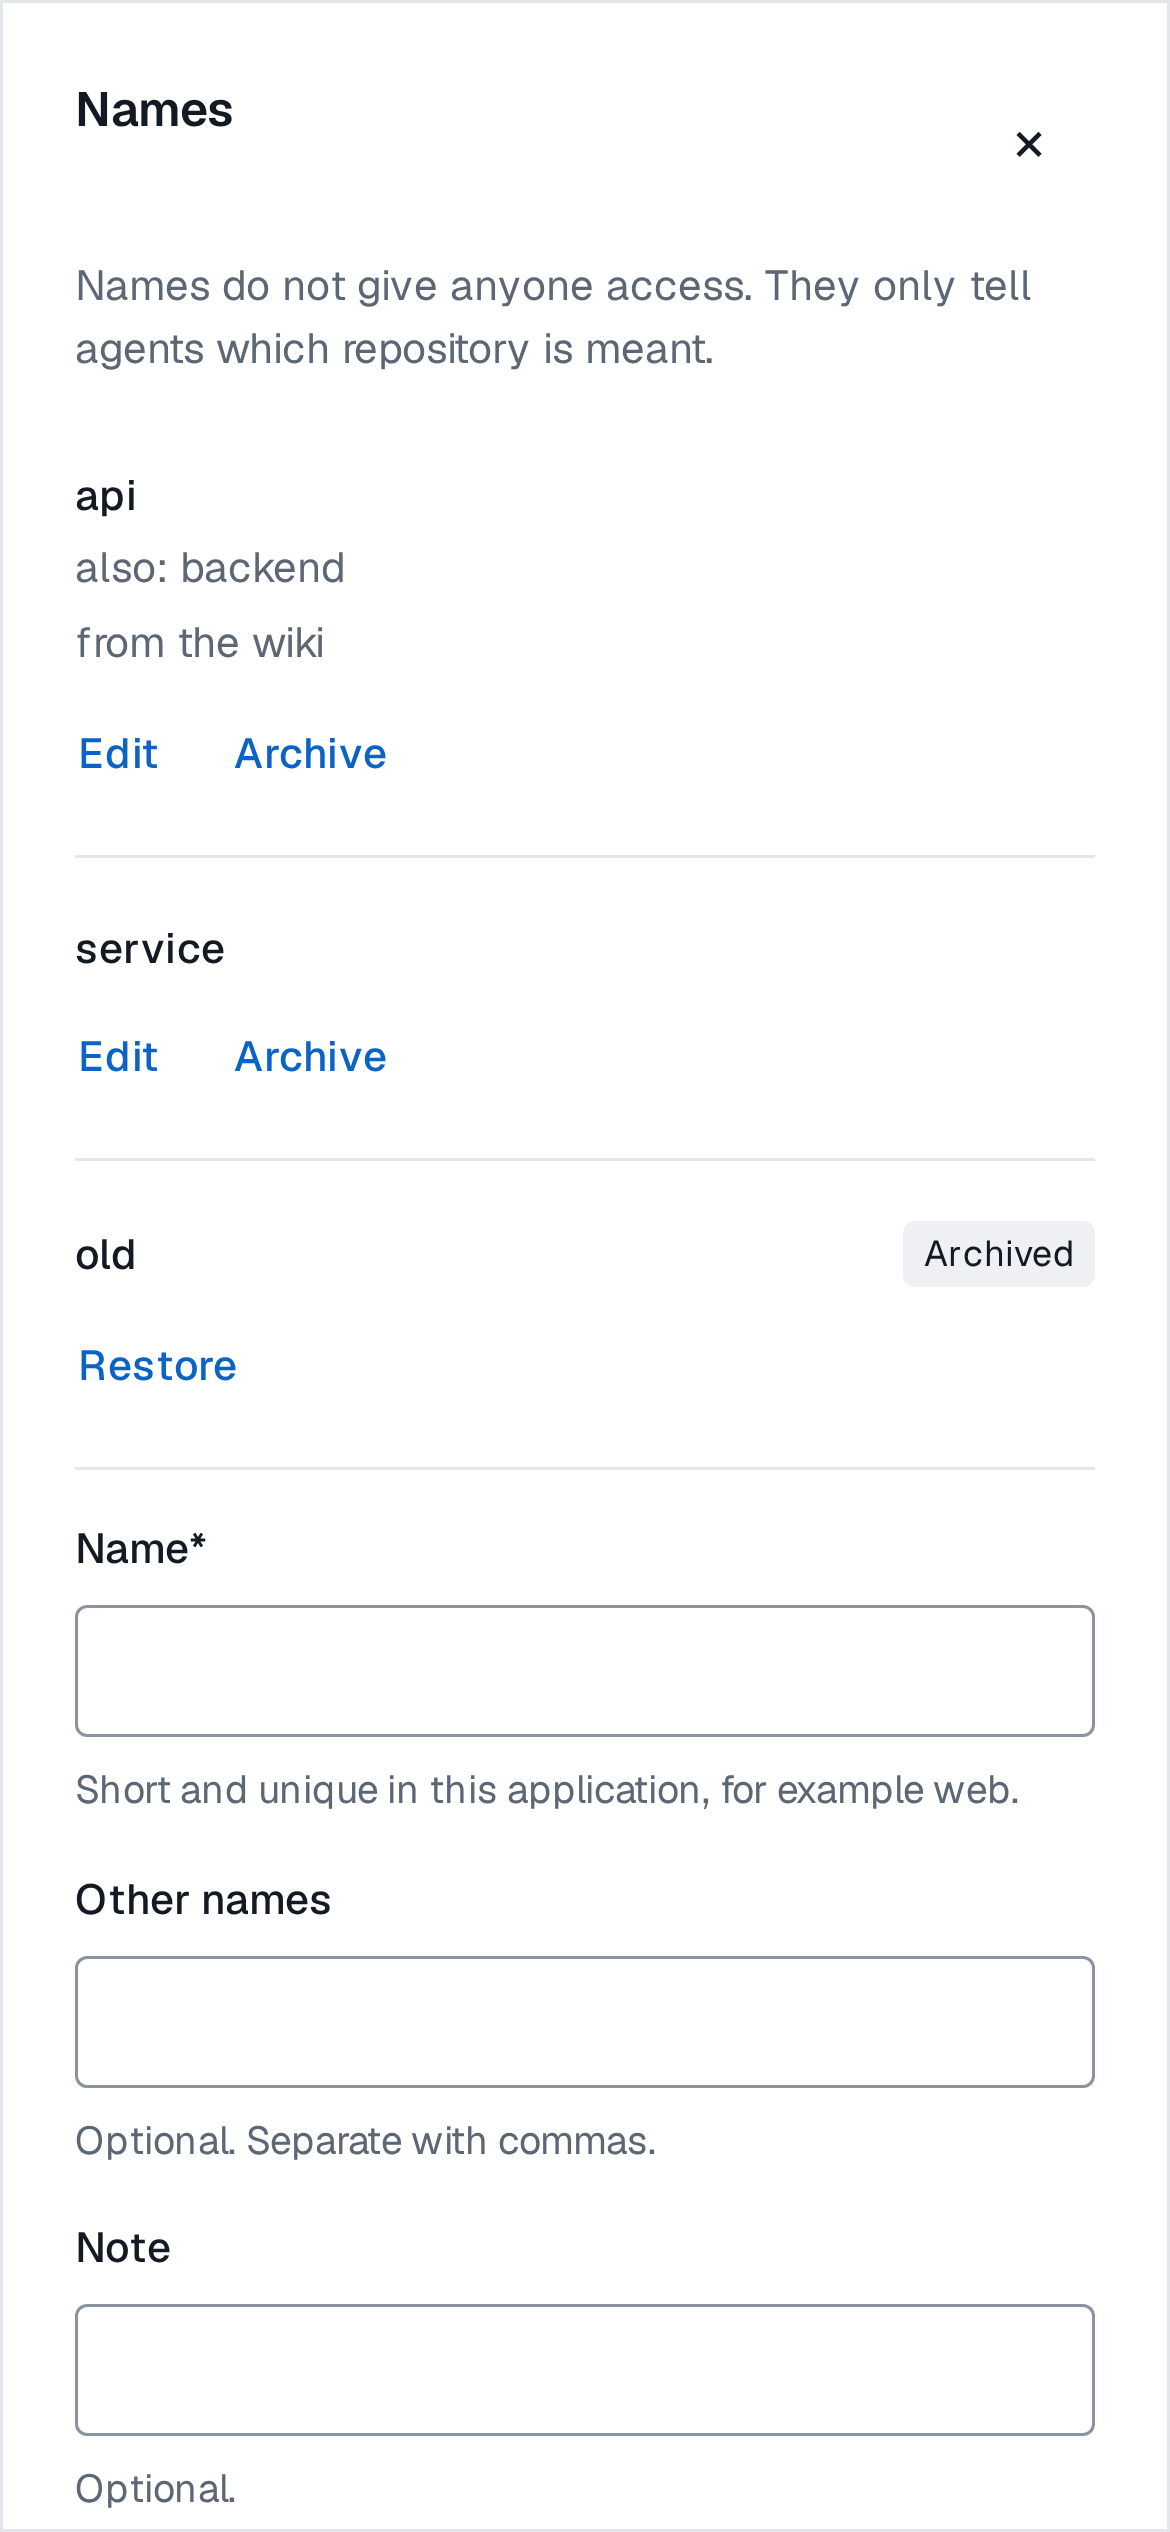 Names
×
Names do not give anyone access. They only tell
agents which repository is meant.
api
also: backend
from the wiki
Edit Archive
service
Edit Archive
old Archived
Restore
Name*
Short and unique in this application, for example web.
Other names
Optional. Separate with commas.
Note
Optional.